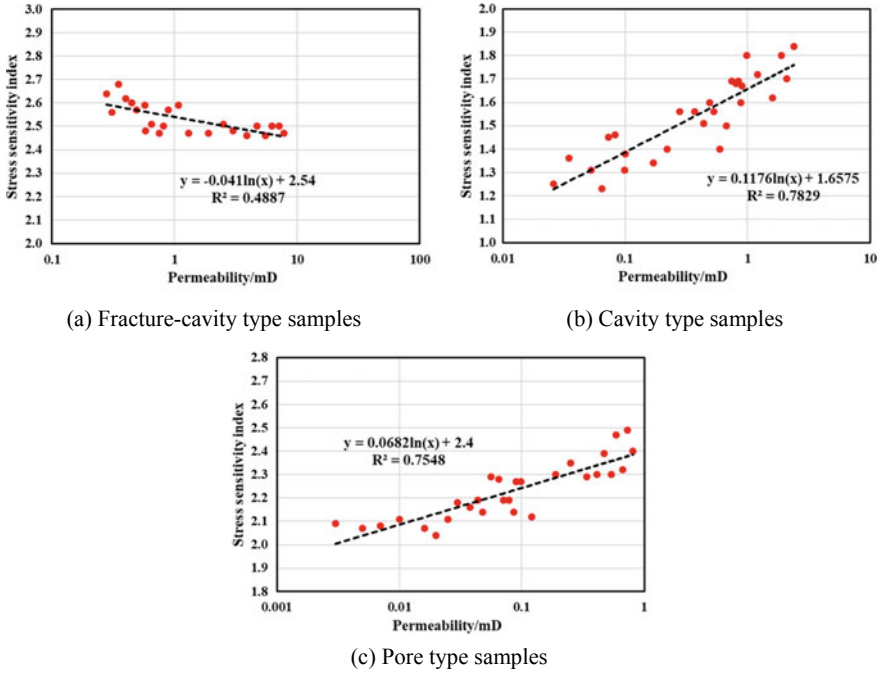 3.0
2.9
2.8
2.7
2.6
2.5
2.4
2.3
2.2
2.1
2.0
Stress sensitivity index
y = -0.041ln(x) + 2.54
R² = 0.4887
0.1 1 10 100
Permeability/mD
(a) Fracture-cavity type samples
2.0
1.9
1.8
1.7
1.6
1.5
1.4
1.3
1.2
1.1
1.0
Stress sensitivity index
y = 0.1176ln(x) + 1.6575
R² = 0.7829
0.01 0.1 1 10
Permeability/mD
(b) Cavity type samples
2.8
2.7
2.6
2.5
2.4
2.3
2.2
2.1
2.0
1.9
1.8
Stress sensitivity index
y = 0.0682ln(x) + 2.4
R² = 0.7548
0.001 0.01 0.1 1
Permeability/mD
(c) Pore type samples